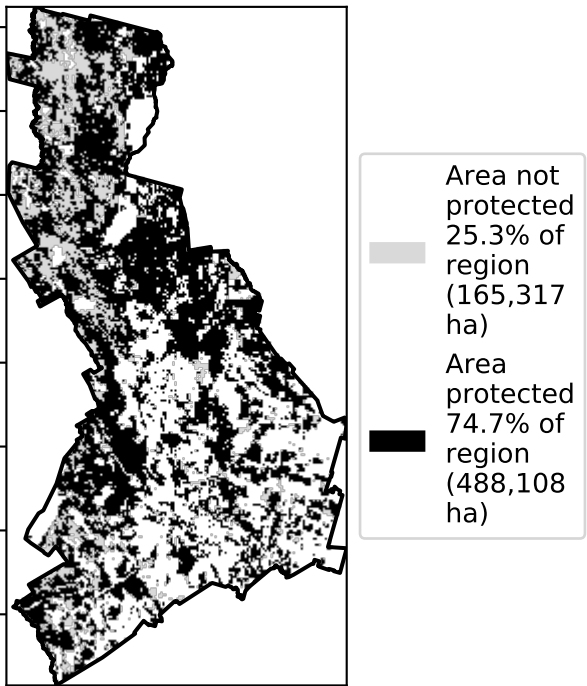 Area not
protected
25.3% of
region
(165,317
ha)
Area
protected
74.7% of
region
(488,108
ha)